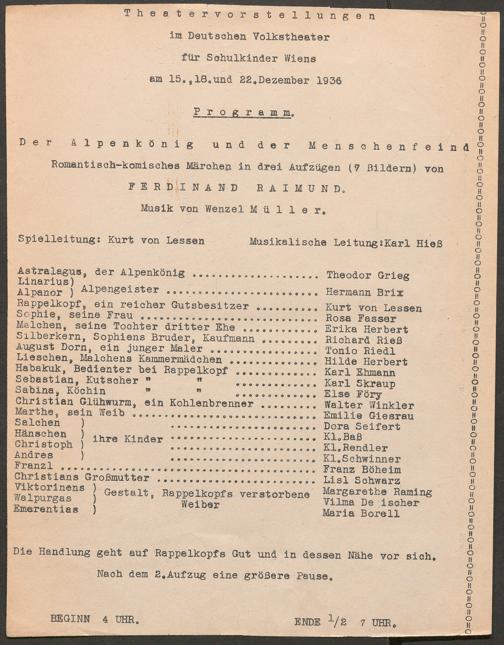 Theatervorstellungen
im Deutschen Volkstheater
für Schulkinder Wiens
am 15.,18.und 22.Dezember 1936
Programm.
Der Alpenkönig und der Menschenfeind
Romantisch-komisches Märchen in drei Aufzügen (7 Bildern) von
FERDINAND RAIMUND.
Musik von Wenzel Müller.
Spielleitung: Kurt von Lessen Musikalische Leitung:Karl Hieß
Astralagus, der Alpenkönig .................. Theodor Grieg
Linarius)
Alpanor ) Alpengeister ...................... Hermann Brix
Rappelkopf, ein reicher Gutsbesitzer .......... Kurt von Lessen
Sophie, seine Frau .......................... Rosa Fasser
Malchen, seine Tochter dritter Ehe ........... Erika Herbert
Silberkern, Sophiens Bruder, Kaufmann ......... Richard Rieß
August Dorn, ein junger Maler ................ Tonio Riedl
Lieschen, Malchens Kammermädchen ............. Hilde Herbert
Habakuk, Bedienter bei Rappelkopf ............ Karl Ehmann
Sebastian, Kutscher " " ............ Karl Skraup
Sabina, Köchin " " ............ Else Föry
Christian Glühwurm, ein Kohlenbrenner ......... Walter Winkler
Marthe, sein Weib ........................... Emilie Giesrau
Salchen ) ...................... Dora Seifert
Hänschen ) ...................... Kl.Baß
Christoph ) ihre Kinder ...................... Kl.Rendler
Andres ) ...................... Kl.Schwinner
Franzl ...................................... Franz Böheim
Christians Großmutter ........................ Lisl Schwarz
Viktorinens ) Margarethe Raming
Walpurgas ) Gestalt, Rappelkopfs verstorbene Vilma De ischer
Emerentias ) Weiber Maria Borell
Die Handlung geht auf Rappelkopfs Gut und in dessen Nähe vor sich.
Nach dem 2.Aufzug eine größere Pause.
BEGINN 4 UHR. ENDE 1/2 7 UHR.